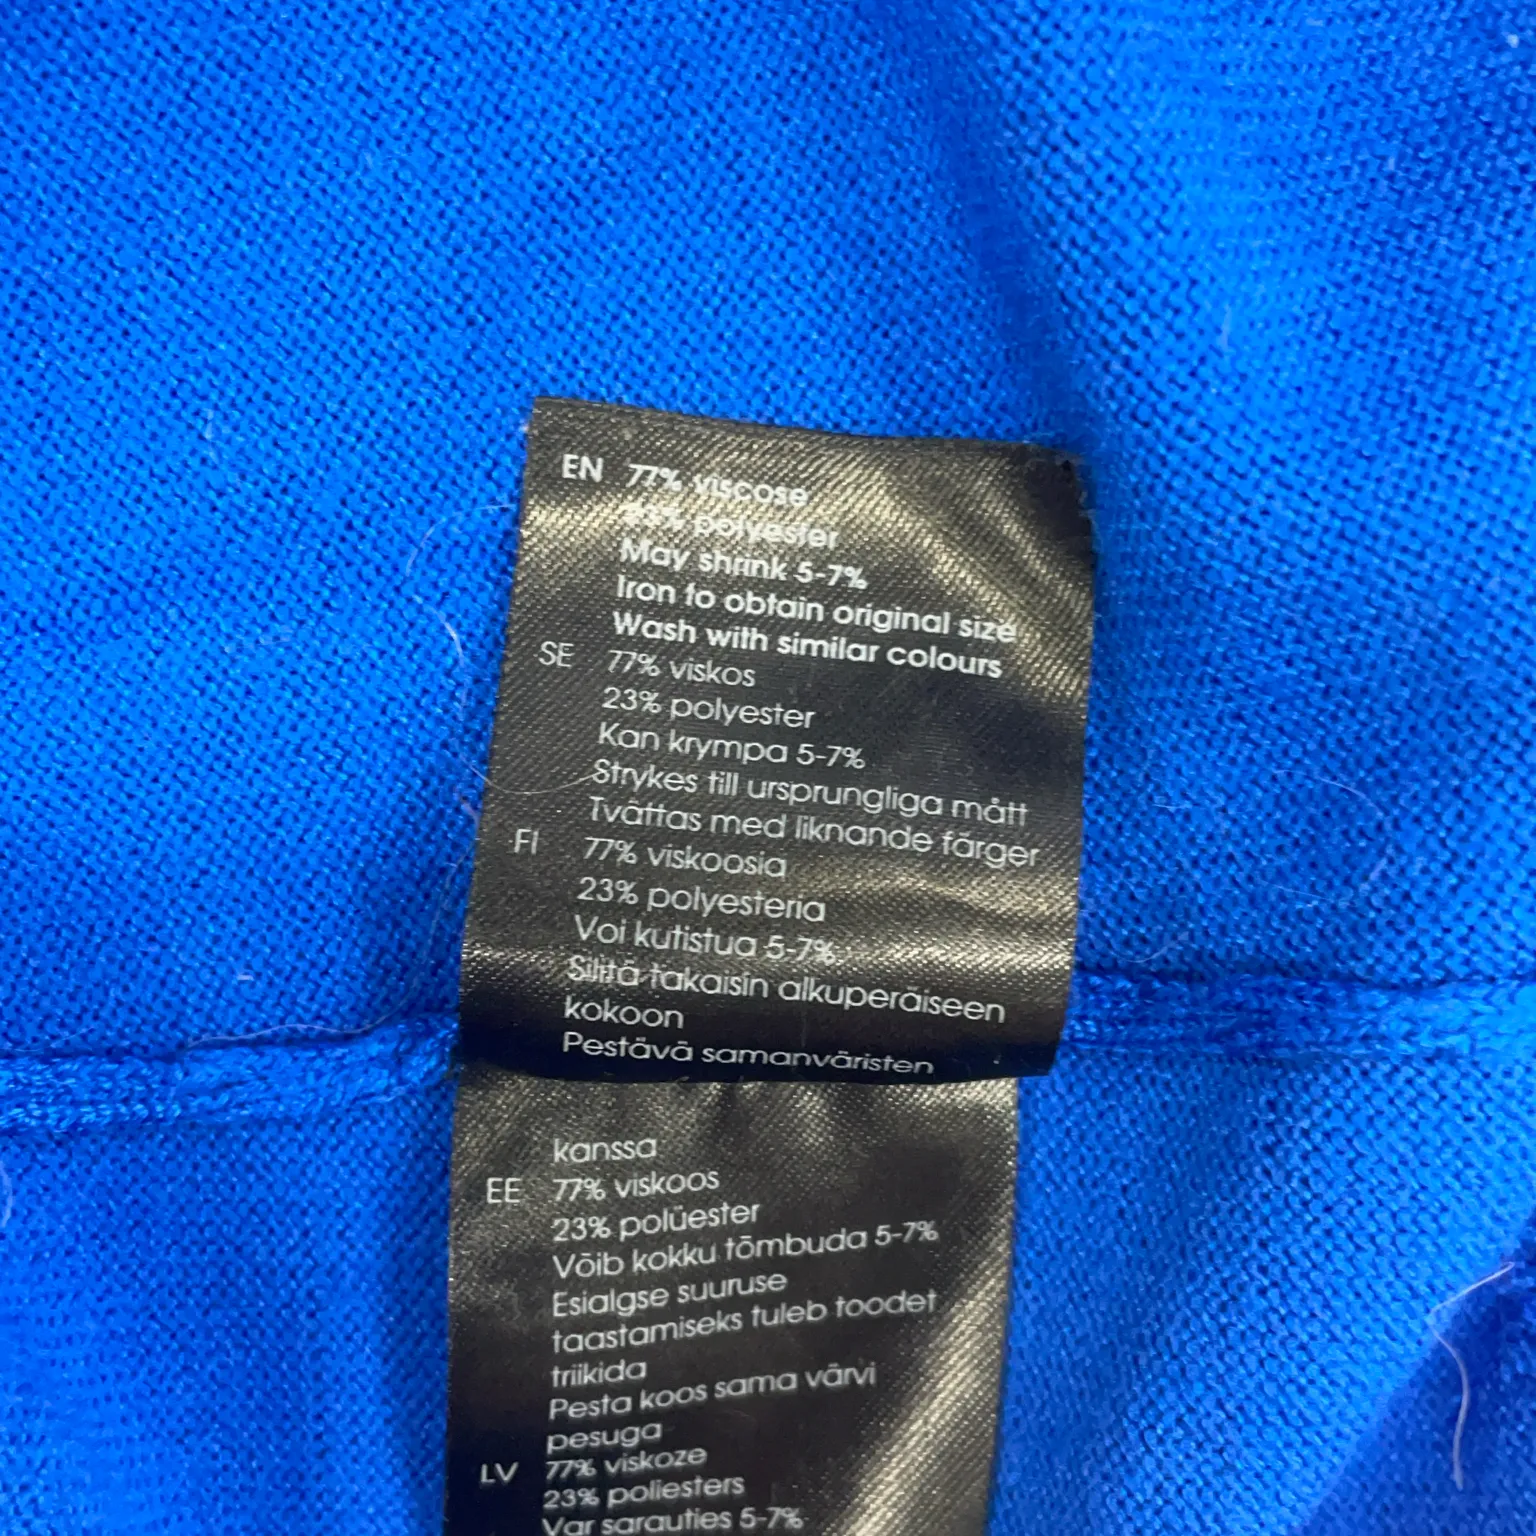 EN 77% viscose
23% polyester
May shrink 5-7%
Iron to obtain original size
Wash with similar colours
SE 77% viskos
23% polyester
Kan krympa 5-7%
Strykes till ursprungliga mått
Tvättas med liknande färger
FI 77% viskoosia
23% polyesteria
Voi kutistua 5-7%
Silitä takaisin alkuperäiseen
kokoon
Pestävä samanväristen
kanssa
EE 77% viskoos
23% polüester
Võib kokku tõmbuda 5-7%
Esialgse suuruse
taastamiseks tuleb toodet
triikida
Pesta koos sama värvi
pesuga
LV 77% viskoze
23% poliesters
Var sarauties 5-7%